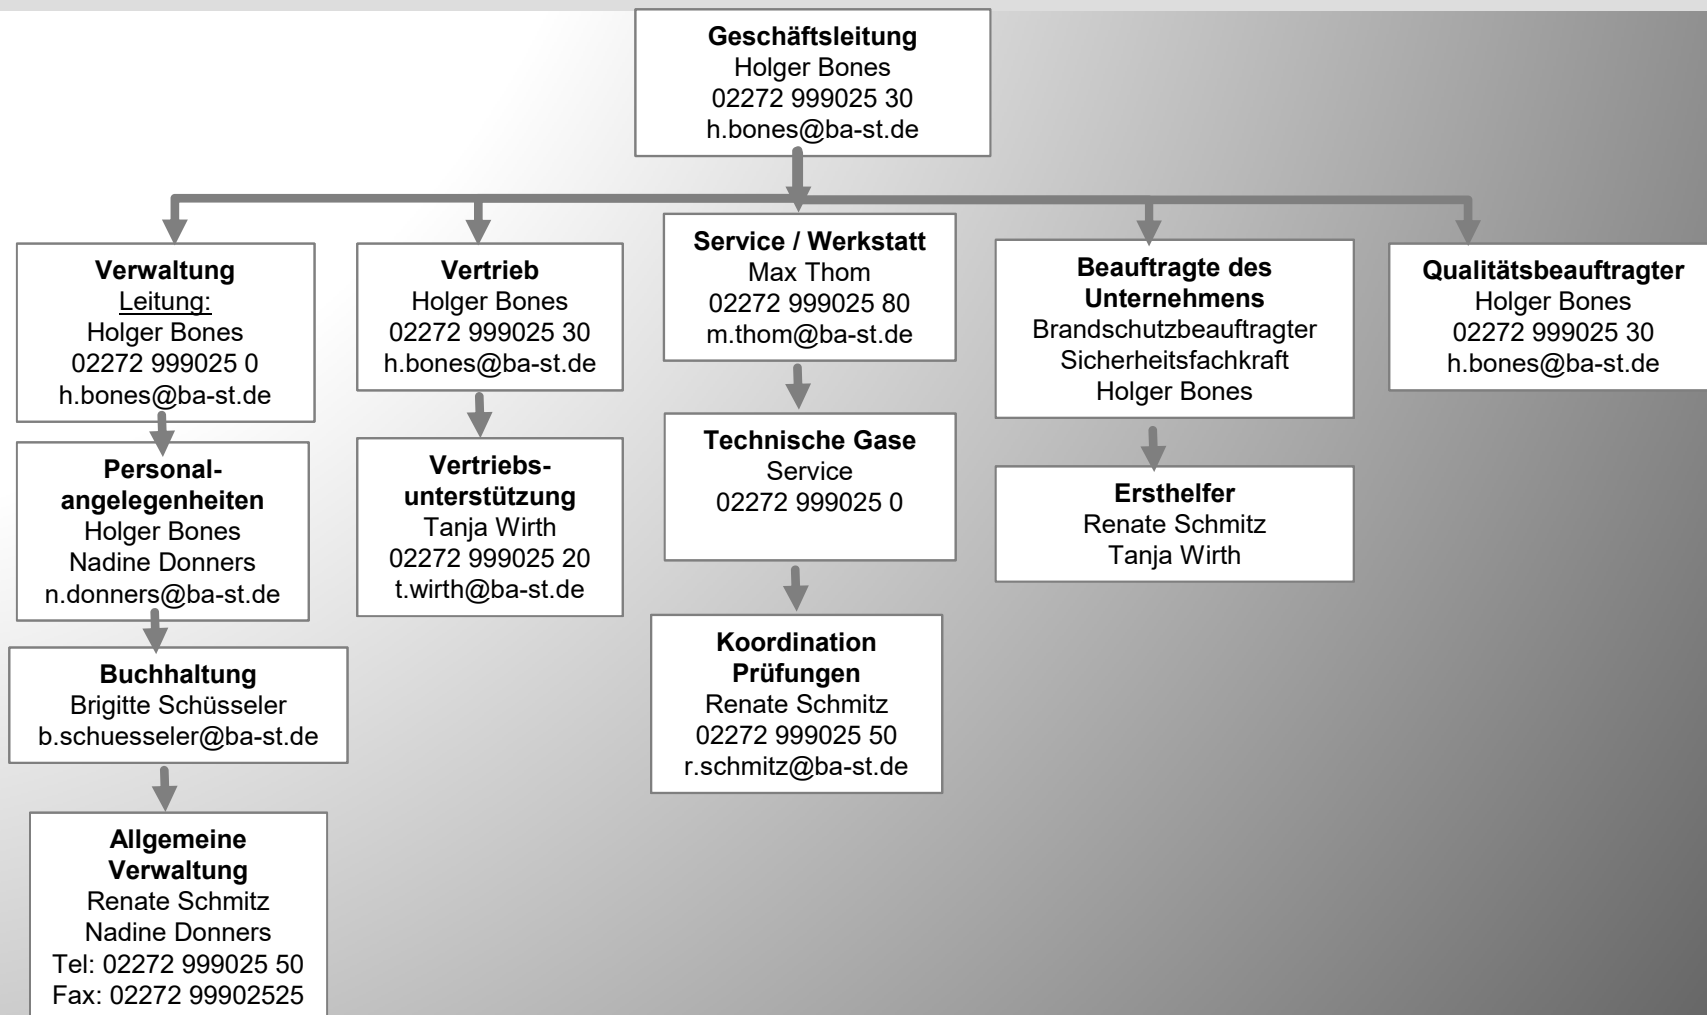 Geschäftsleitung
Holger Bones
02272 999025 30
h.bones@ba-st.de
Verwaltung
Leitung:
Holger Bones
02272 999025 0
h.bones@ba-st.de
Personal-
angelegenheiten
Holger Bones
Nadine Donners
n.donners@ba-st.de
Buchhaltung
Brigitte Schüsseler
b.schuesseler@ba-st.de
Allgemeine
Verwaltung
Renate Schmitz
Nadine Donners
Tel: 02272 999025 50
Fax: 02272 99902525
Vertrieb
Holger Bones
02272 999025 30
h.bones@ba-st.de
Vertriebs-
unterstützung
Tanja Wirth
02272 999025 20
t.wirth@ba-st.de
Service / Werkstatt
Max Thom
02272 999025 80
m.thom@ba-st.de
Technische Gase
Service
02272 999025 0
Koordination
Prüfungen
Renate Schmitz
02272 999025 50
r.schmitz@ba-st.de
Beauftragte des
Unternehmens
Brandschutzbeauftragter
Sicherheitsfachkraft
Holger Bones
Ersthelfer
Renate Schmitz
Tanja Wirth
Qualitätsbeauftragter
Holger Bones
02272 999025 30
h.bones@ba-st.de